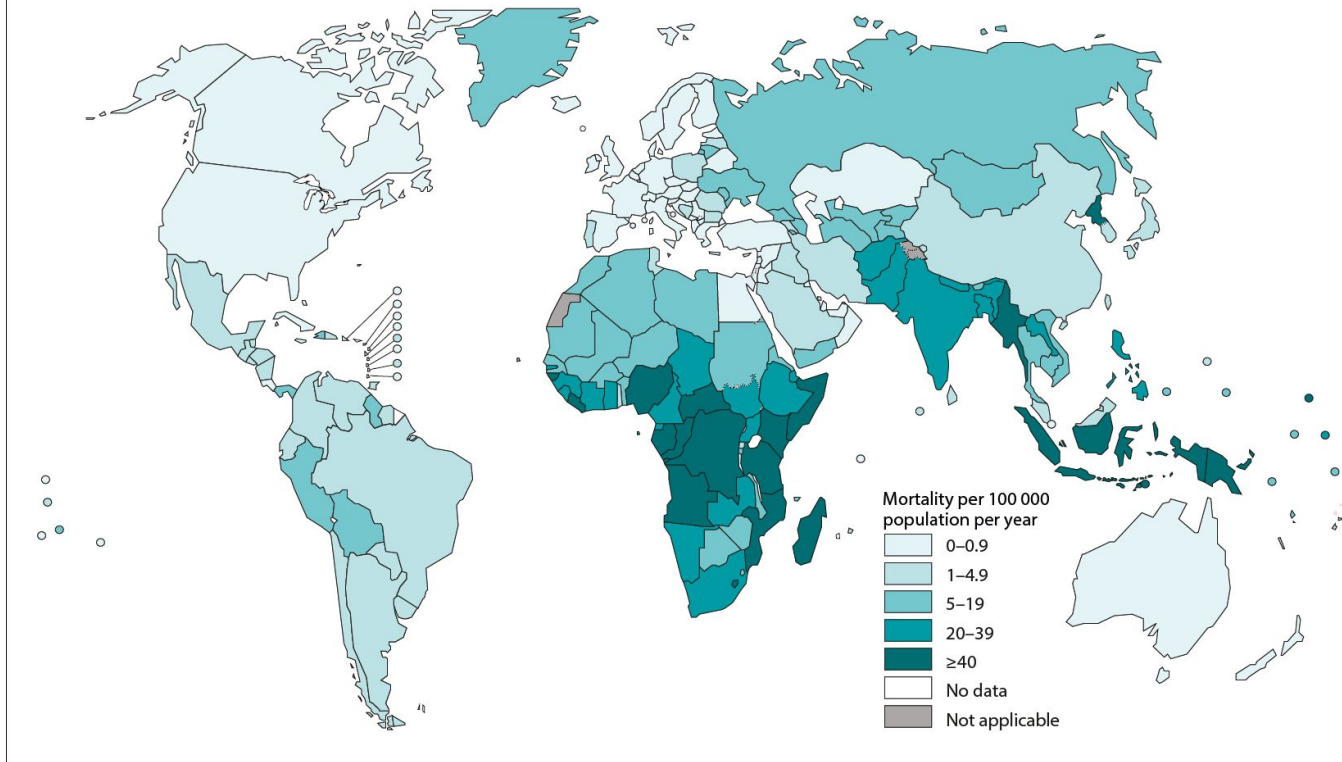 Mortality per 100 000
population per year
0–0.9
1–4.9
5–19
20–39
≥40
No data
Not applicable